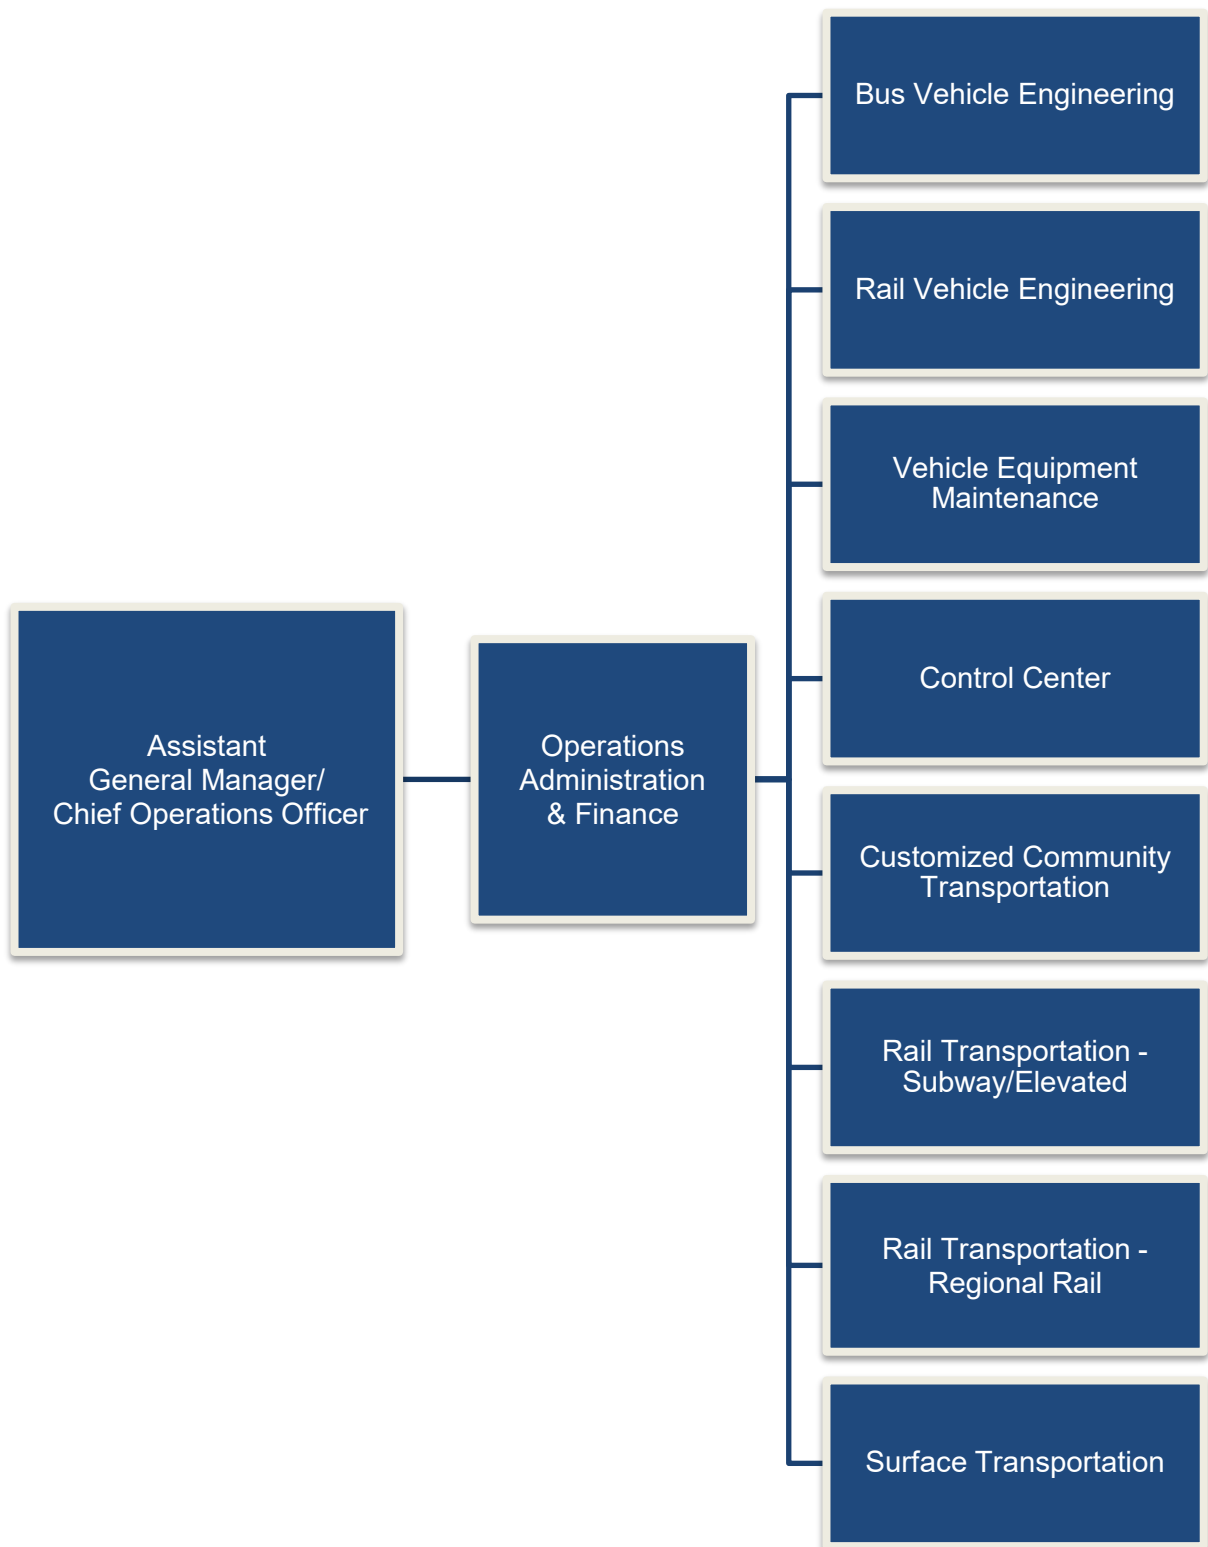 Bus Vehicle Engineering
Rail Vehicle Engineering
Vehicle Equipment
Maintenance
Control Center
Assistant
General Manager/
Chief Operations Officer
Operations
Administration
& Finance
Customized Community
Transportation
Rail Transportation -
Subway/Elevated
Rail Transportation -
Regional Rail
Surface Transportation